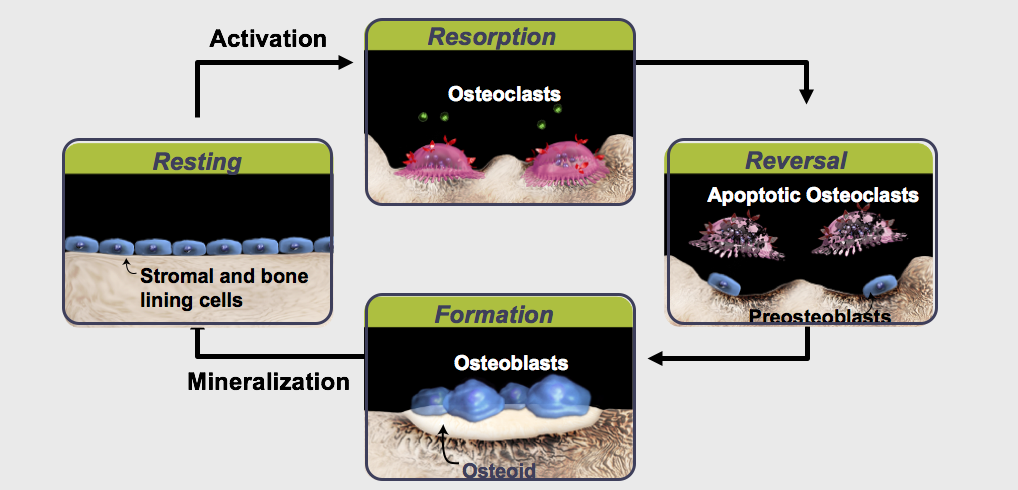 Activation
Resorption
Osteoclasts
Resting
Stromal and bone
lining cells
Reversal
Apoptotic Osteoclasts
Preosteoblasts
Formation
Osteoblasts
Osteoid
Mineralization